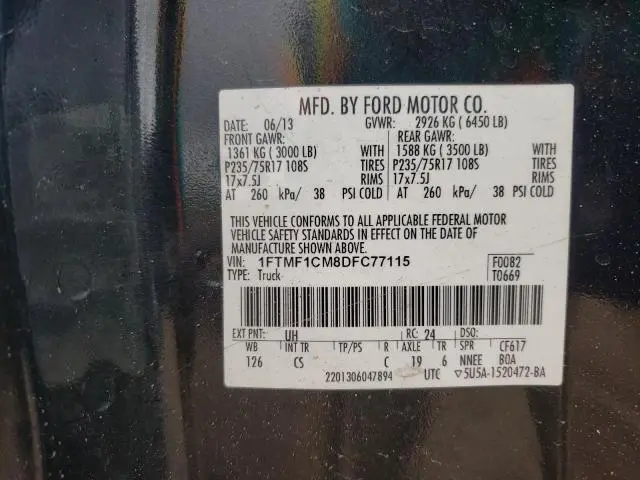 MFD. BY FORD MOTOR CO.
DATE: 06/13 GVWR: 2926 KG ( 6450 LB)
FRONT GAWR: REAR GAWR:
1361 KG ( 3000 LB) WITH 1588 KG ( 3500 LB) WITH
P235/75R17 108S TIRES P235/75R17 108S TIRES
17x7.5J RIMS 17x7.5J RIMS
AT 260 kPa/ 38 PSI COLD AT 260 kPa/ 38 PSI COLD
THIS VEHICLE CONFORMS TO ALL APPLICABLE FEDERAL MOTOR
VEHICLE SAFETY STANDARDS IN EFFECT ON THE DATE OF
MANUFACTURE SHOWN ABOVE.
VIN: 1FTMF1CM8DFC77115 F0082
TYPE: Truck T0669
EXT PNT: UH RC: 24 DSO:
WB INT TR TP/PS R AXLE TR SPR CF617
126 CS C 19 6 NNEE BOA
2201306047894 UTC ▽5U5A-1520472-BA